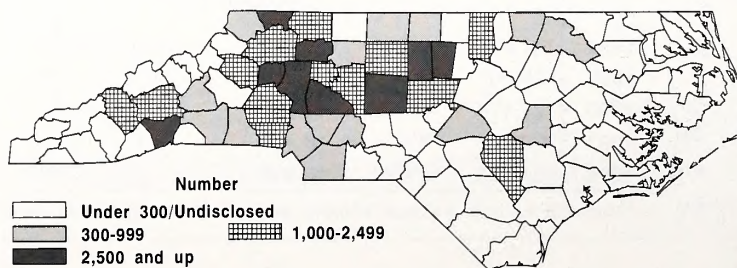 Number
Under 300/Undisclosed
300-999
1,000-2,499
2,500 and up